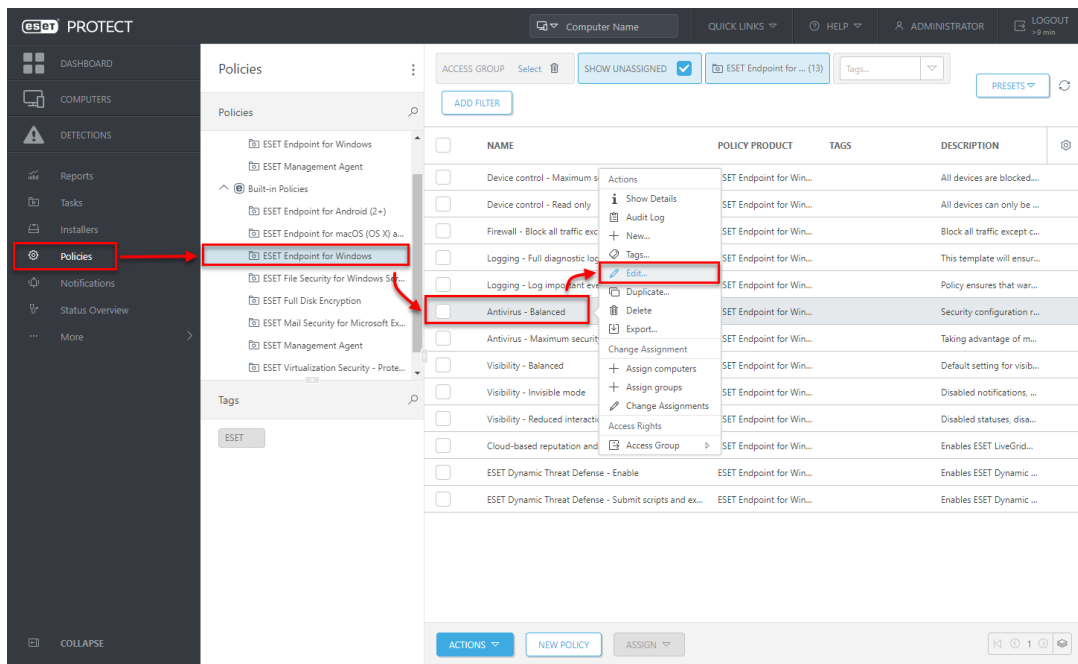 eset PROTECT
Computer Name
QUICK LINKS
HELP
ADMINISTRATOR
LOGOUT
>9 min
DASHBOARD
COMPUTERS
DETECTIONS
Reports
Tasks
Installers
Policies
Notifications
Status Overview
More
COLLAPSE
Policies
Policies
ESET Endpoint for Windows
ESET Management Agent
Built-in Policies
ESET Endpoint for Android (2+)
ESET Endpoint for macOS (OS X) a...
ESET Endpoint for Windows
ESET File Security for Windows Ser...
ESET Full Disk Encryption
ESET Mail Security for Microsoft Ex...
ESET Management Agent
ESET Virtualization Security - Prote...
Tags
ESET
ACCESS GROUP Select
SHOW UNASSIGNED
ESET Endpoint for ... (13)
Tags...
PRESETS
ADD FILTER
NAME POLICY PRODUCT TAGS DESCRIPTION
Device control - Maximum s ESET Endpoint for Win... All devices are blocked....
Device control - Read only ESET Endpoint for Win... All devices can only be ...
Firewall - Block all traffic exc ESET Endpoint for Win... Block all traffic except c...
Logging - Full diagnostic log ESET Endpoint for Win... This template will ensur...
Logging - Log important eve ESET Endpoint for Win... Policy ensures that war...
Antivirus - Balanced ESET Endpoint for Win... Security configuration r...
Antivirus - Maximum security ESET Endpoint for Win... Taking advantage of m...
Visibility - Balanced ESET Endpoint for Win... Default setting for visib...
Visibility - Invisible mode ESET Endpoint for Win... Disabled notifications, ...
Visibility - Reduced interactio ESET Endpoint for Win... Disabled statuses, disa...
Cloud-based reputation and ESET Endpoint for Win... Enables ESET LiveGrid...
ESET Dynamic Threat Defense - Enable ESET Endpoint for Win... Enables ESET Dynamic ...
ESET Dynamic Threat Defense - Submit scripts and ex... ESET Endpoint for Win... Enables ESET Dynamic ...
Actions
Show Details
Audit Log
New...
Tags...
Edit...
Duplicate...
Delete
Export...
Change Assignment
Assign computers
Assign groups
Change Assignments
Access Rights
Access Group
ACTIONS
NEW POLICY
ASSIGN
1